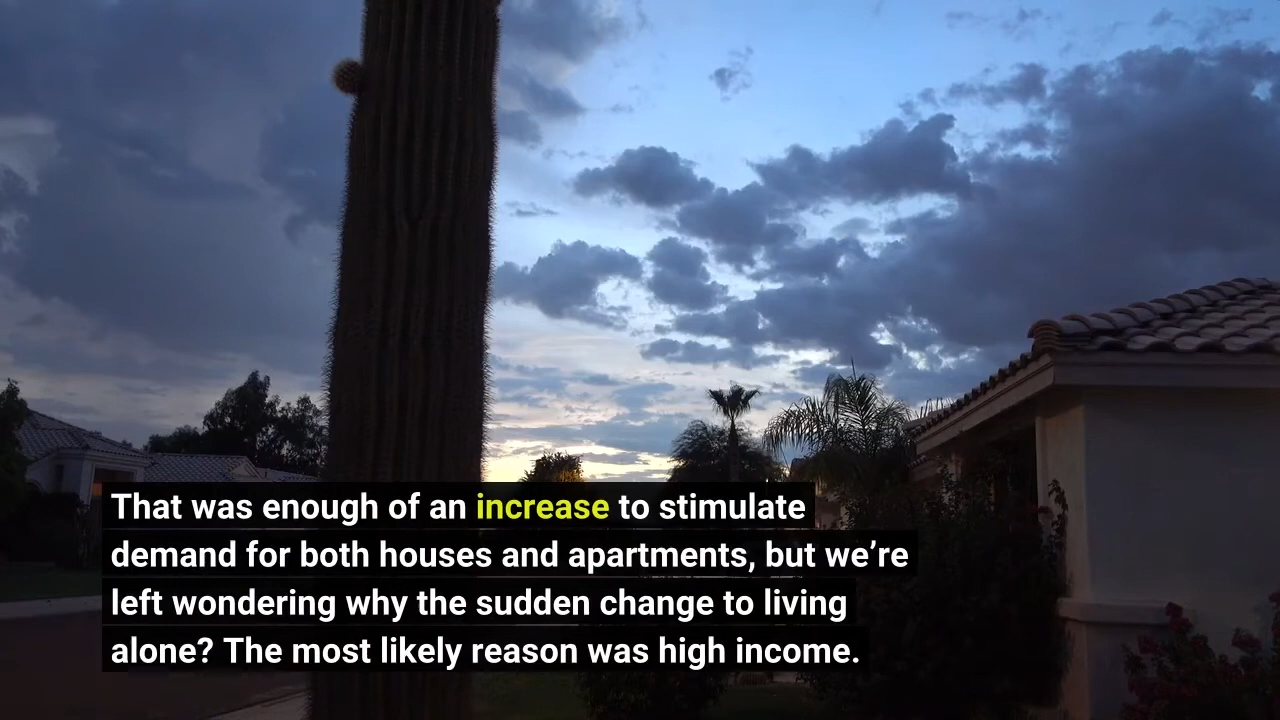 That was enough of an increase to stimulate
demand for both houses and apartments, but we’re
left wondering why the sudden change to living
alone? The most likely reason was high income.